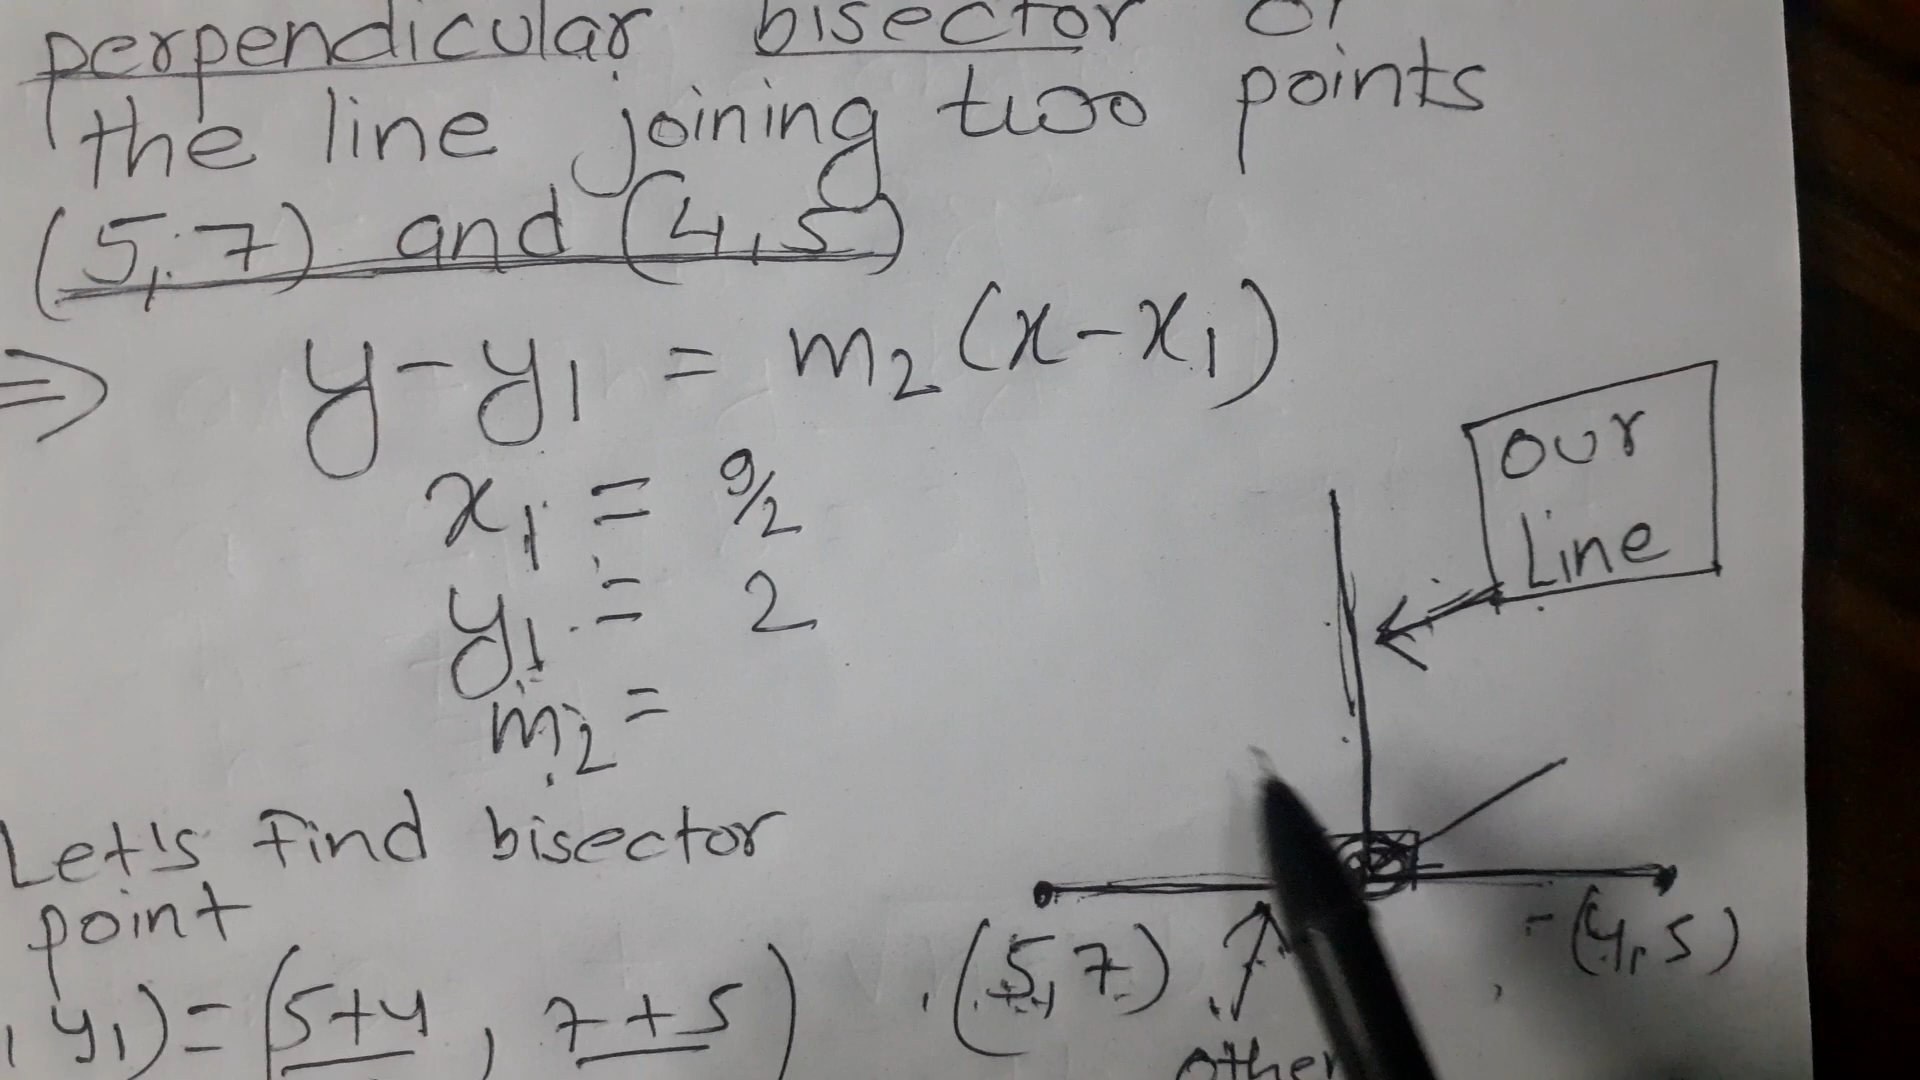 perpendicular bisector of
the line joining two points
(5, 7) and (4, 5)
⇒ y - y₁ = m₂ (x - x₁)
x₁ = 9/2
y₁ = 2
m₂ =
our
Line
Let's find bisector
point
, y₁) = (5+4 , 7+5)
(5, 7)
(4, 5)
other